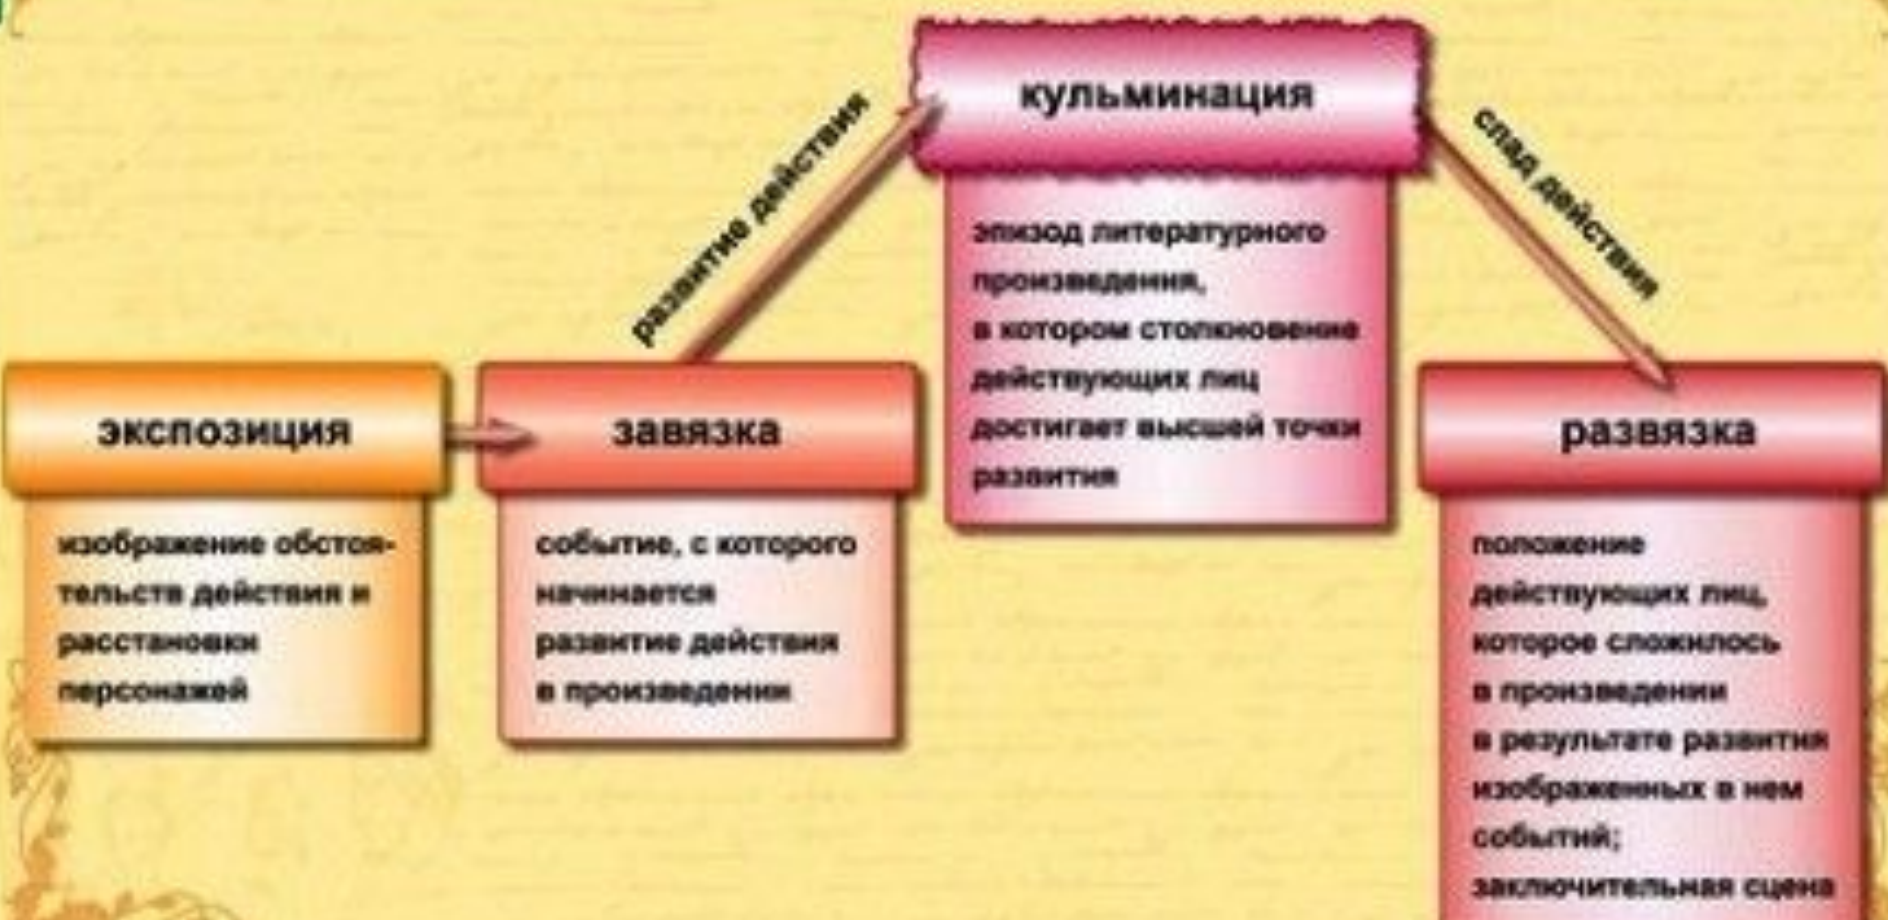 экспозиция
изображение обстоя-
тельств действия и
расстановки
персонажей
завязка
событие, с которого
начинается
развитие действия
в произведении
развитие действия
кульминация
эпизод литературного
произведения,
в котором столкновение
действующих лиц
достигает высшей точки
развития
спад действия
развязка
положение
действующих лиц,
которое сложилось
в произведении
в результате развития
изображенных в нем
событий;
заключительная сцена